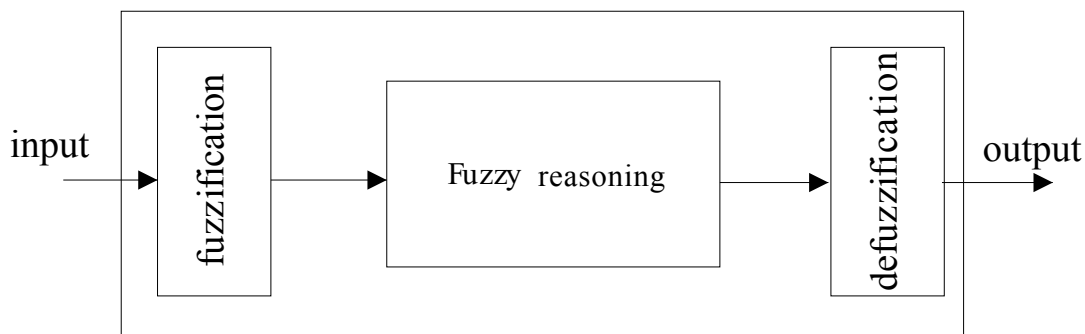 input
fuzzification
Fuzzy reasoning
defuzzification
output